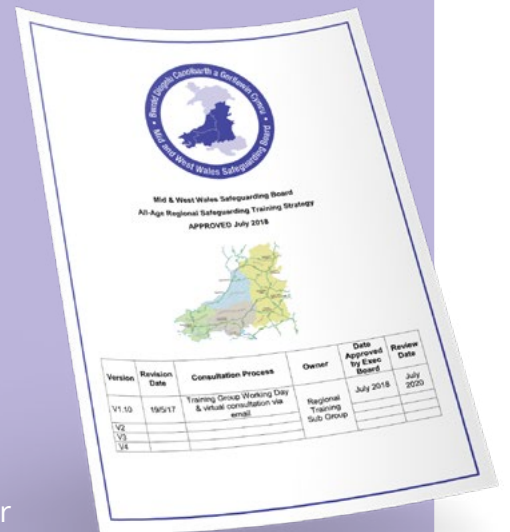 Bwrdd Diogelu Canolbarth a Gorllewin Cymru
Mid and West Wales Safeguarding Board
Mid & West Wales Safeguarding Board
All-Age Regional Safeguarding Training Strategy
APPROVED July 2018
Version Revision Date Consultation Process Owner Date Approved by Exec Board Review Date
V1.10 19/5/17 Training Group Working Day & virtual consultation via email Regional Training Sub Group July 2018 July 2020
V2
V3
V4
r